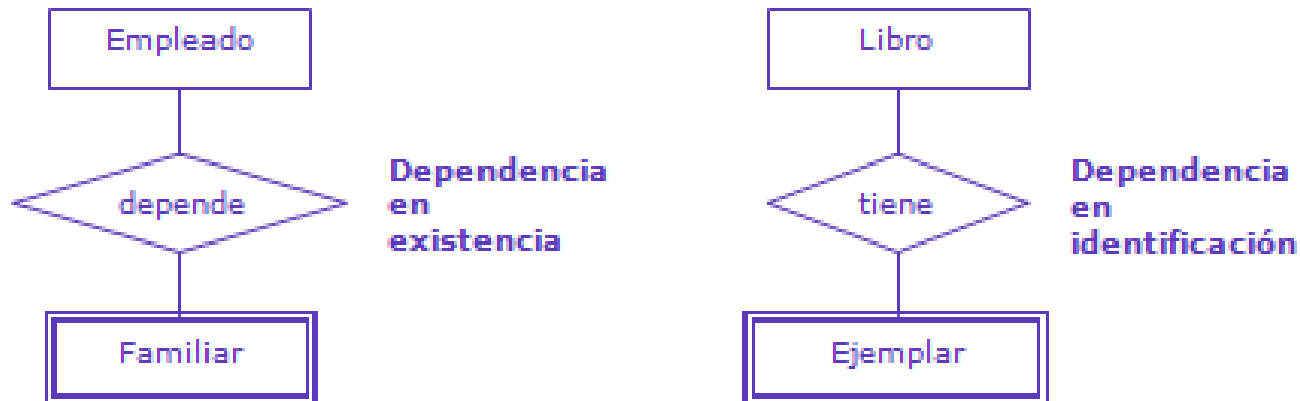 Empleado
depende
Dependencia
en
existencia
Familiar
Libro
tiene
Dependencia
en
identificación
Ejemplar